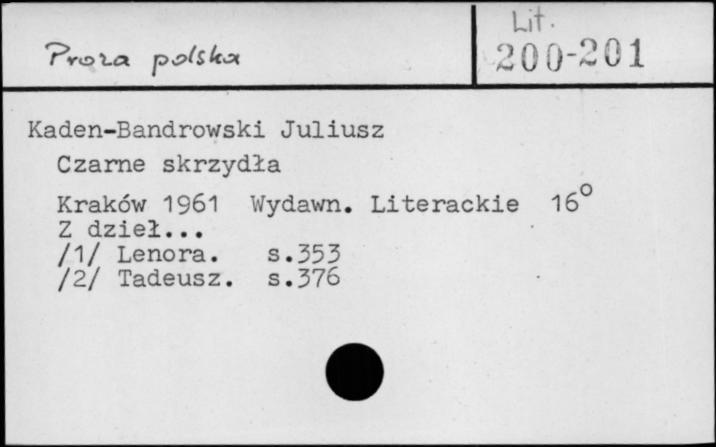 Proza polska
Lit.
200-201
Kaden-Bandrowski Juliusz
Czarne skrzydła
Kraków 1961 Wydawn. Literackie 16°
Z dzieł...
/1/ Lenora. s.353
/2/ Tadeusz. s.376